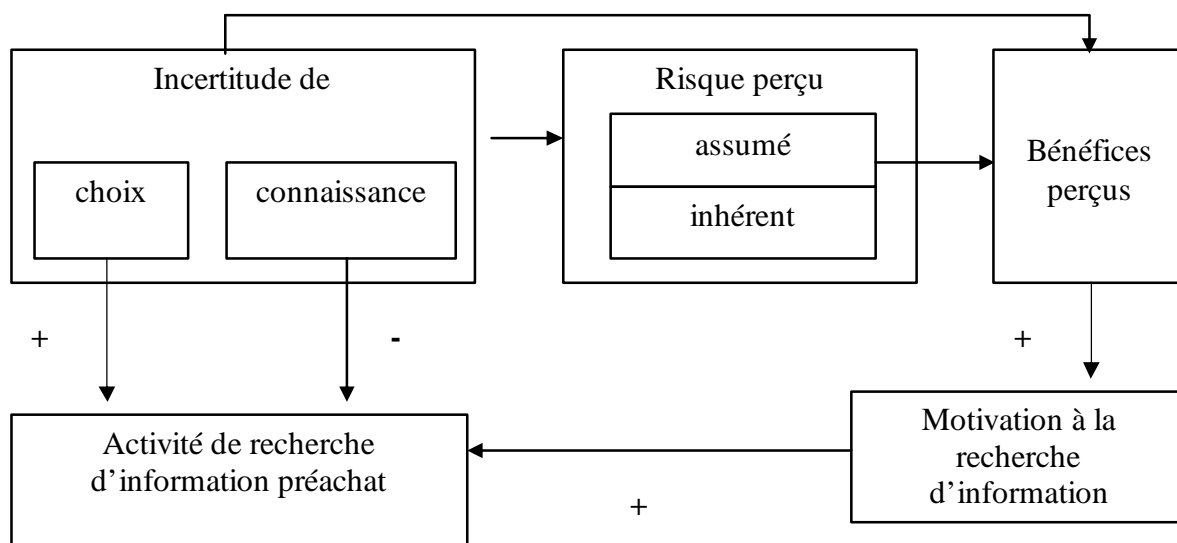 Incertitude de
choix
connaissance
Risque perçu
assumé
inhérent
Bénéfices
perçus
+
-
+
Activité de recherche
d’information préachat
Motivation à la
recherche
d’information
+